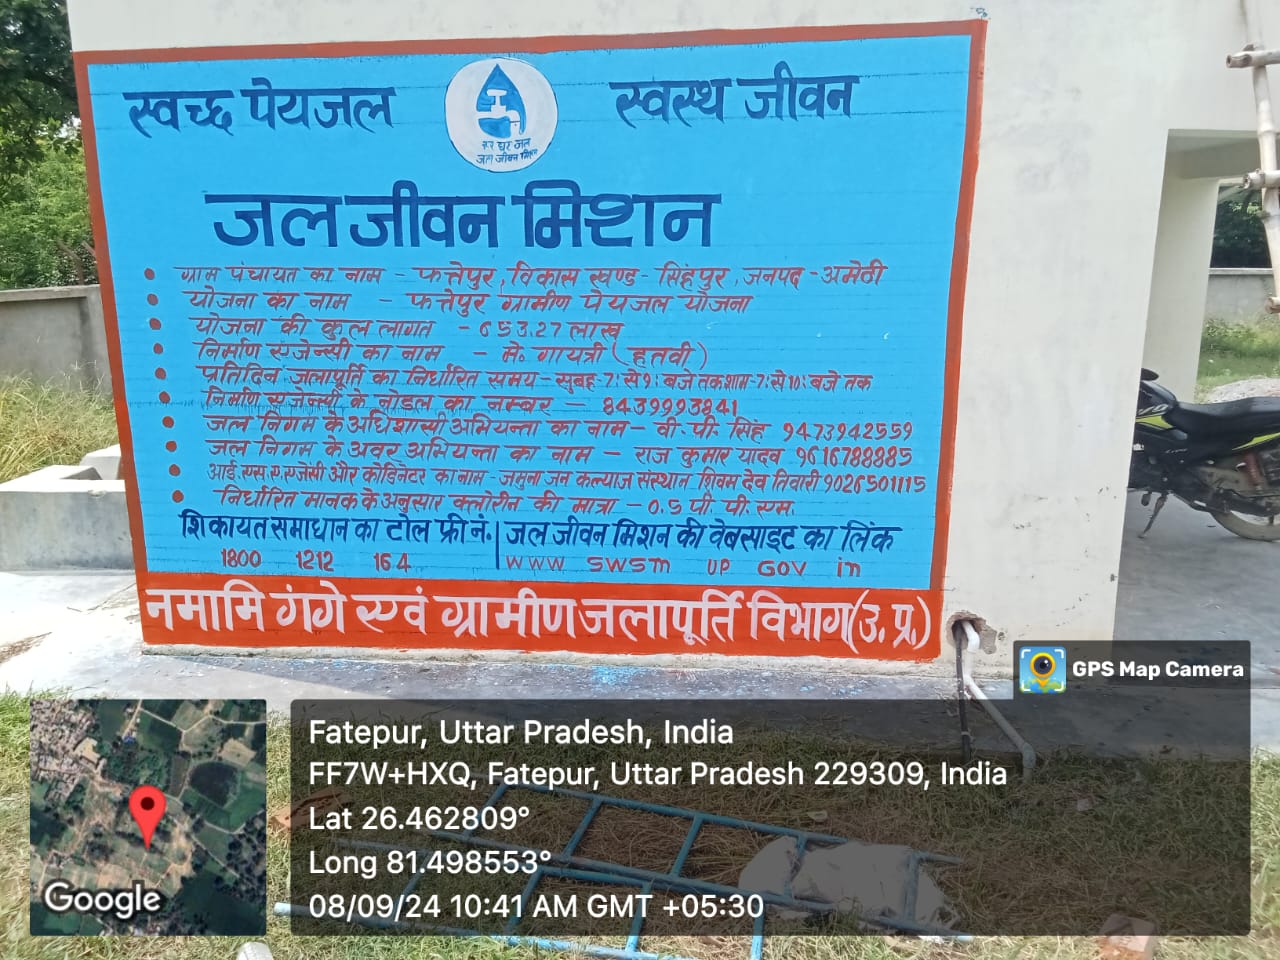 स्वच्छ पेयजल
हर घर जल
जल जीवन मिशन
स्वस्थ जीवन
जल जीवन मिशन
• ग्राम पंचायत का नाम - फत्तेपुर, विकास खण्ड - सिंहपुर, जनपद - अमेठी
• योजना का नाम - फत्तेपुर ग्रामीण पेयजल योजना
• योजना की कुल लागत - 653.27 लाख
• निर्माण एजेन्सी का नाम - मे. गायत्री (हतवी)
• प्रतिदिन जलापूर्ति का निर्धारित समय - सुबह-7: से 9: बजे तक शाम-7: से 10: बजे तक
• निर्माण एजेन्सी के नोडल का नम्बर - 8439993841
• जल निगम के अधिशासी अभियन्ता का नाम - वी. पी. सिंह 9473942559
• जल निगम के अवर अभियन्ता का नाम - राज कुमार यादव 9616788885
• आई.एस.ए. एजेंसी और कोडिनेटर का नाम - जमुना जन कल्याज संस्थान शिवम देव तिवारी 9026501115
• निर्धारित मानक के अनुसार क्लोरीन की मात्रा - 0.5 पी. पी. एम.
शिकायत समाधान का टोल फ्री नं.
1800 1212 164
जल जीवन मिशन की वेबसाइट का लिंक
WWW SWSM UP GOV in
नमामि गंगे एवं ग्रामीण जलापूर्ति विभाग (उ. प्र.)
GPS Map Camera
Fatepur, Uttar Pradesh, India
FF7W+HXQ, Fatepur, Uttar Pradesh 229309, India
Lat 26.462809°
Long 81.498553°
08/09/24 10:41 AM GMT +05:30
Google